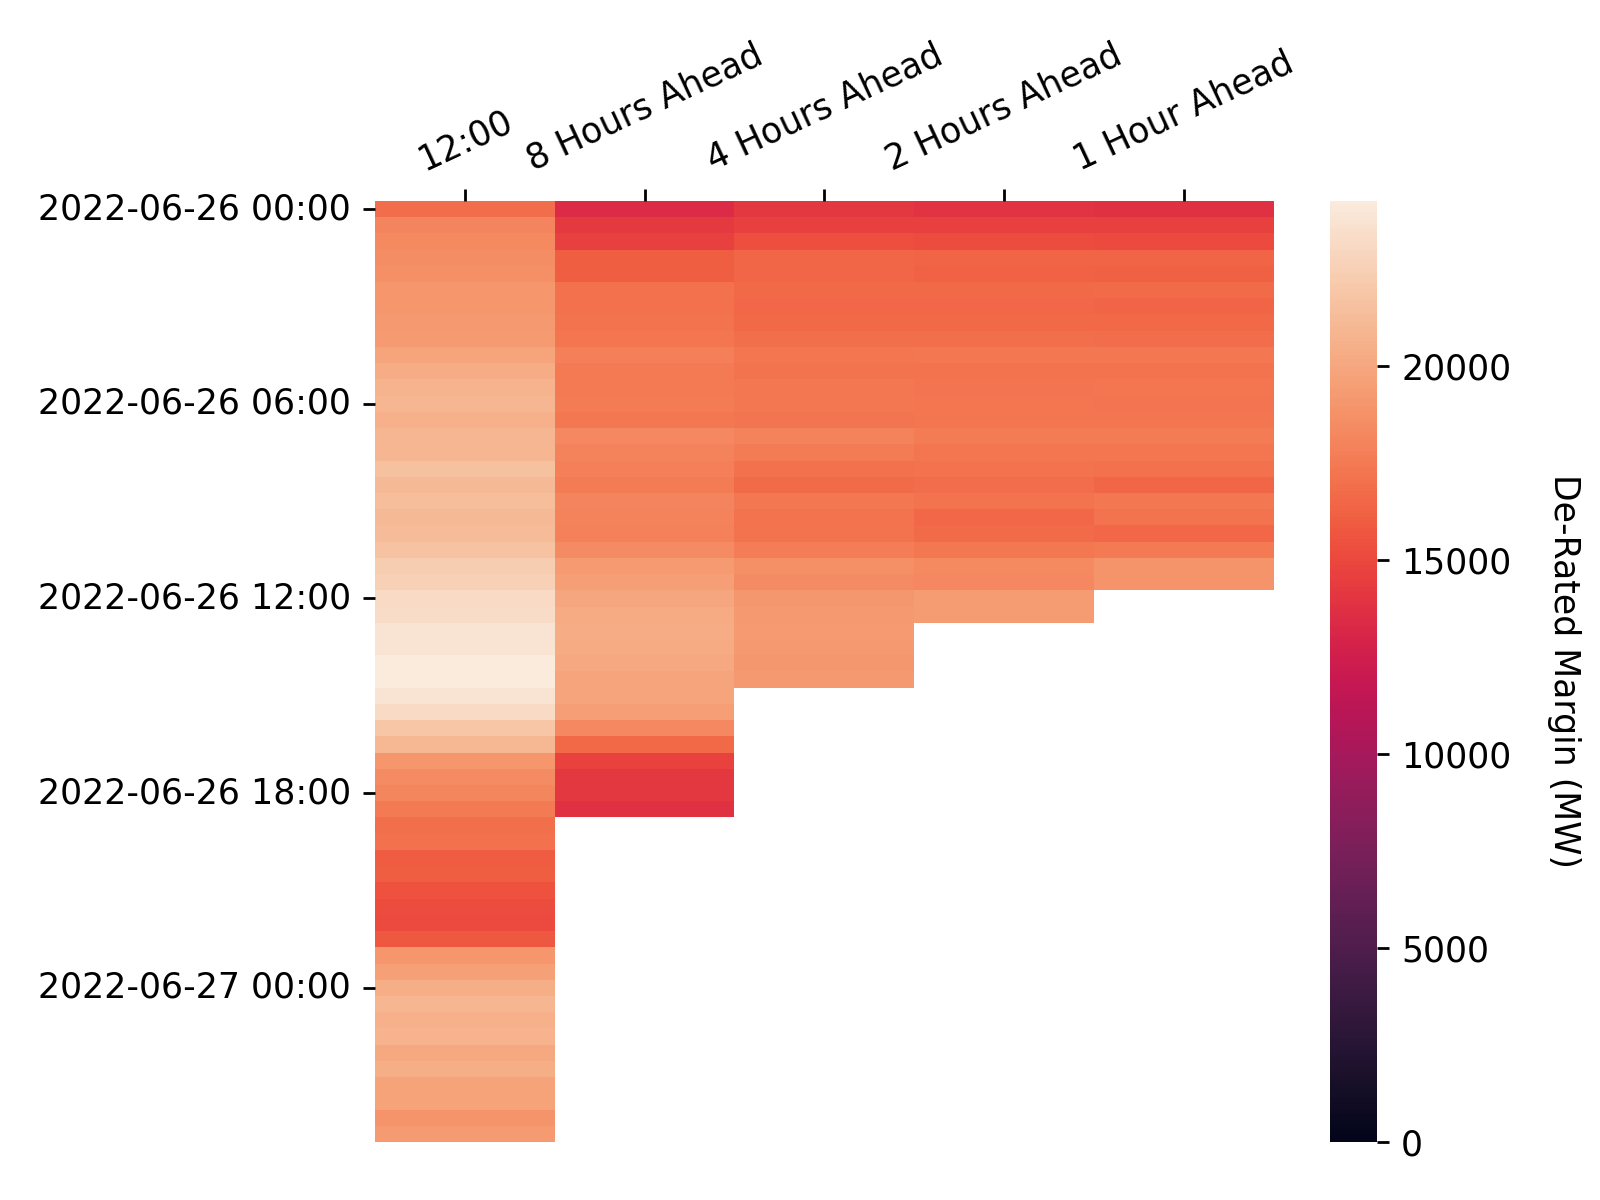 12:00
8 Hours Ahead
4 Hours Ahead
2 Hours Ahead
1 Hour Ahead
2022-06-26 00:00
2022-06-26 06:00
2022-06-26 12:00
2022-06-26 18:00
2022-06-27 00:00
20000
15000
10000
5000
0
De-Rated Margin (MW)